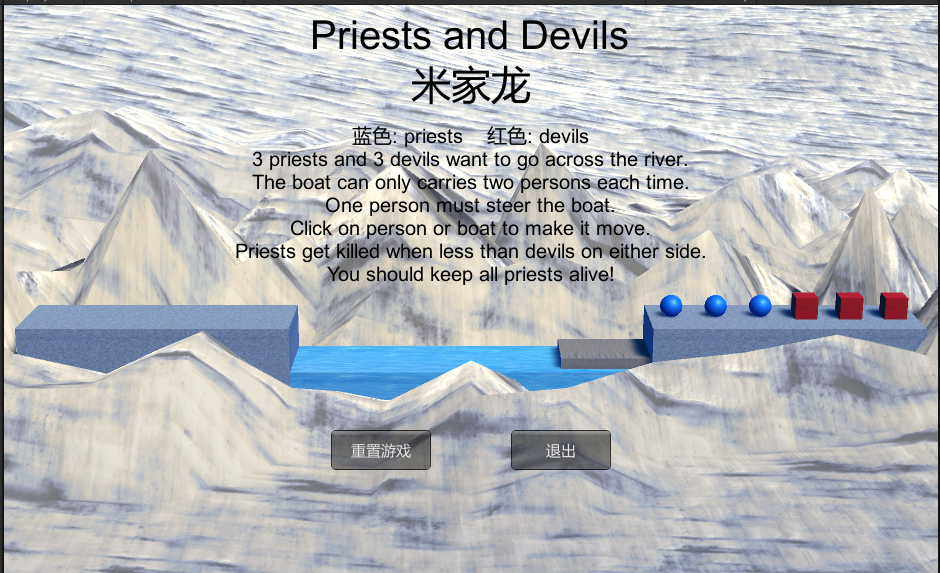 Priests and Devils
米家龙
蓝色: priests 红色: devils
3 priests and 3 devils want to go across the river.
The boat can only carries two persons each time.
One person must steer the boat.
Click on person or boat to make it move.
Priests get killed when less than devils on either side.
You should keep all priests alive!
重置游戏 退出